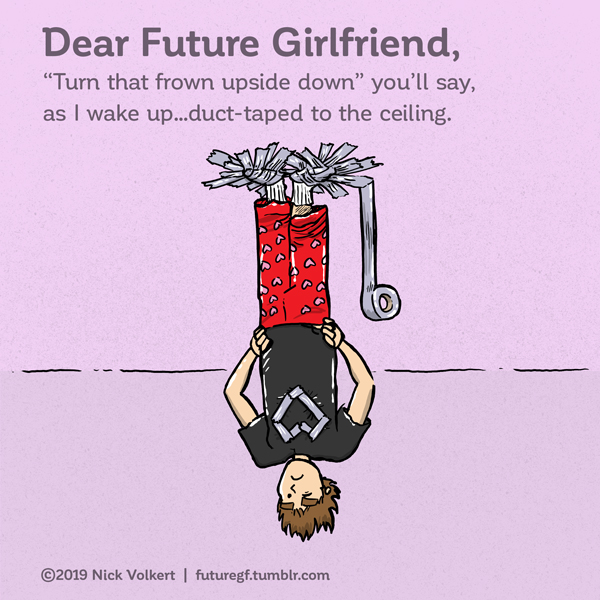 Dear Future Girlfriend,
“Turn that frown upside down” you’ll say,
as I wake up...duct-taped to the ceiling.
©2019 Nick Volkert | futuregf.tumblr.com